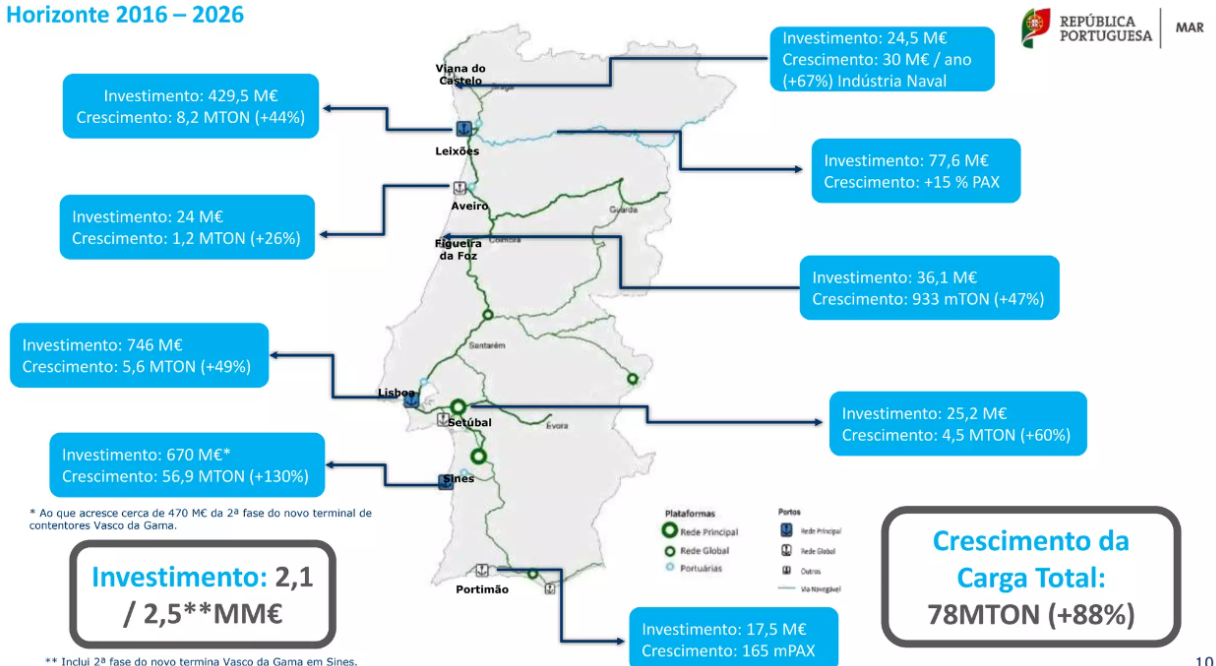 Horizonte 2016 – 2026
REPÚBLICA
PORTUGUESA
MAR
Investimento: 24,5 M€
Crescimento: 30 M€ / ano
(+67%) Indústria Naval
Viana do
Castelo
Braga
Investimento: 429,5 M€
Crescimento: 8,2 MTON (+44%)
Leixões
Investimento: 77,6 M€
Crescimento: +15 % PAX
Investimento: 24 M€
Crescimento: 1,2 MTON (+26%)
Aveiro
Guarda
Coimbra
Figueira
da Foz
Investimento: 36,1 M€
Crescimento: 933 mTON (+47%)
Investimento: 746 M€
Crescimento: 5,6 MTON (+49%)
Santarém
Lisboa
Setúbal
Évora
Investimento: 25,2 M€
Crescimento: 4,5 MTON (+60%)
Investimento: 670 M€*
Crescimento: 56,9 MTON (+130%)
Sines
* Ao que acresce cerca de 470 M€ da 2ª fase do novo terminal de
contentores Vasco da Gama.
Plataformas
Rede Principal
Rede Global
Portuárias
Portos
Rede Principal
Rede Global
Outros
Via Navegável
Investimento: 2,1
/ 2,5**MM€
Crescimento da
Carga Total:
78MTON (+88%)
Portimão
Investimento: 17,5 M€
Crescimento: 165 mPAX
** Inclui 2ª fase do novo termina Vasco da Gama em Sines.
10